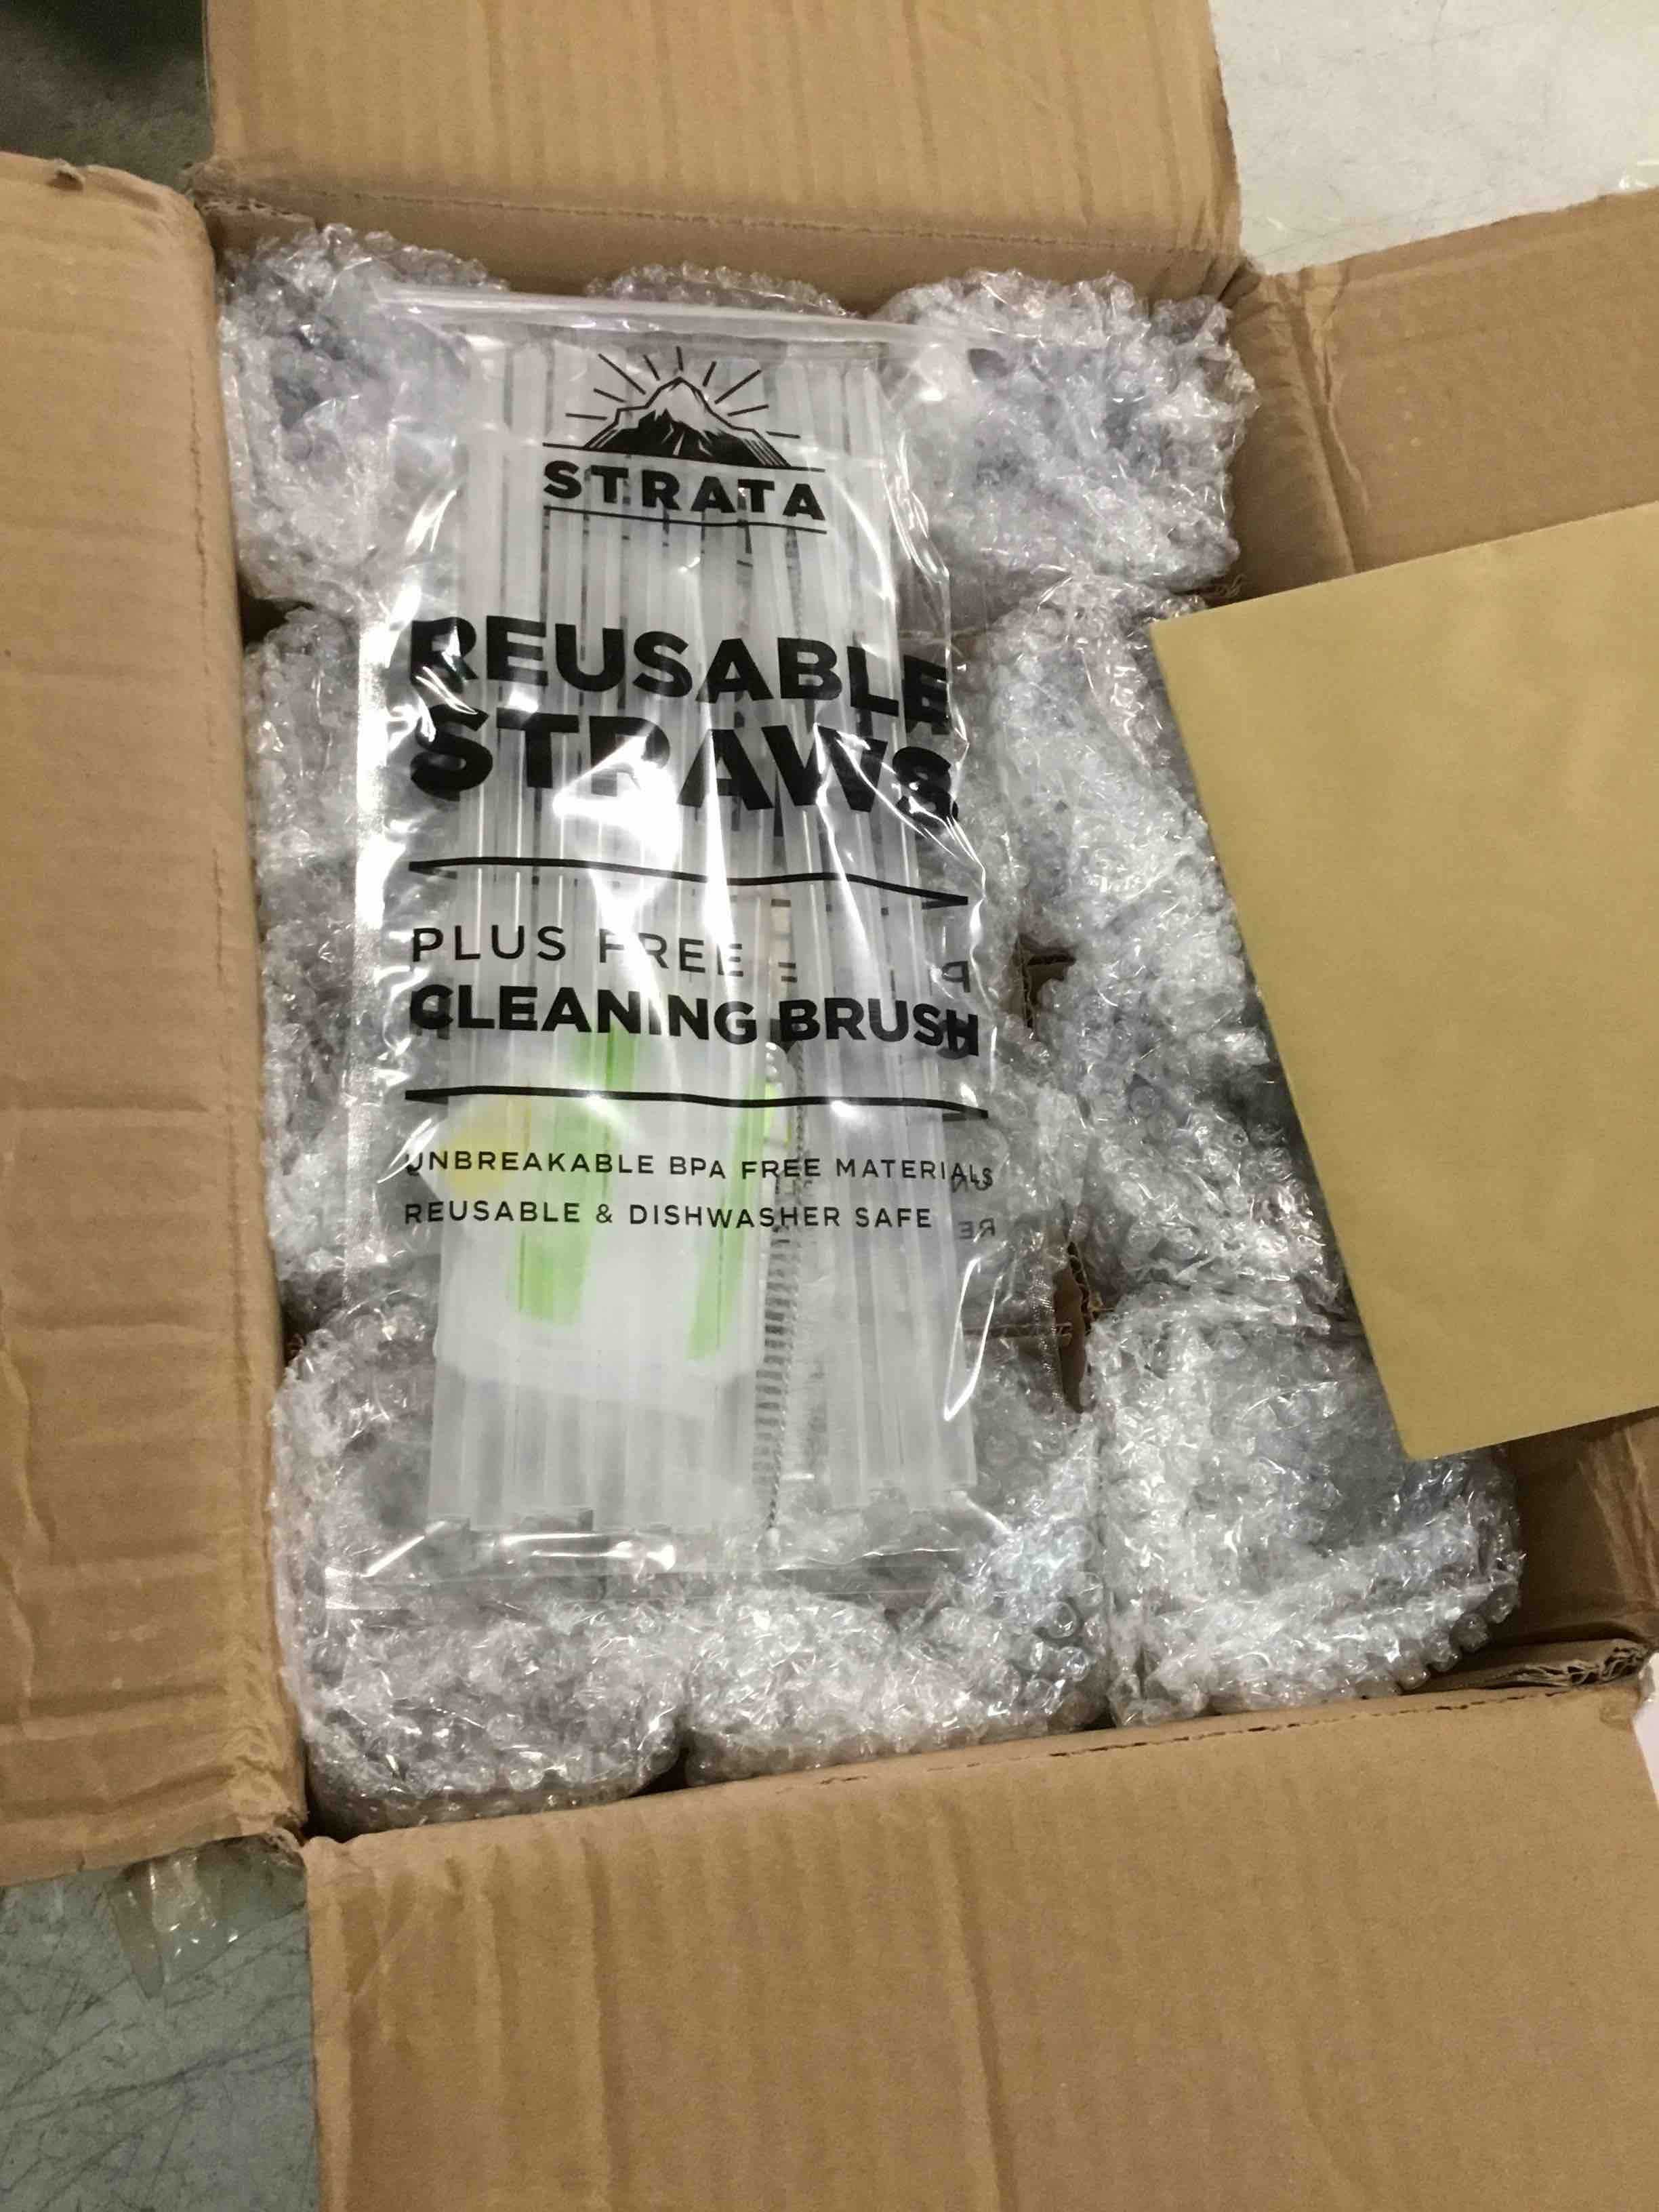 STRATA
REUSABLE
STRAWS
PLUS FREE
CLEANING BRUSH
UNBREAKABLE BPA FREE MATERIALS
REUSABLE & DISHWASHER SAFE